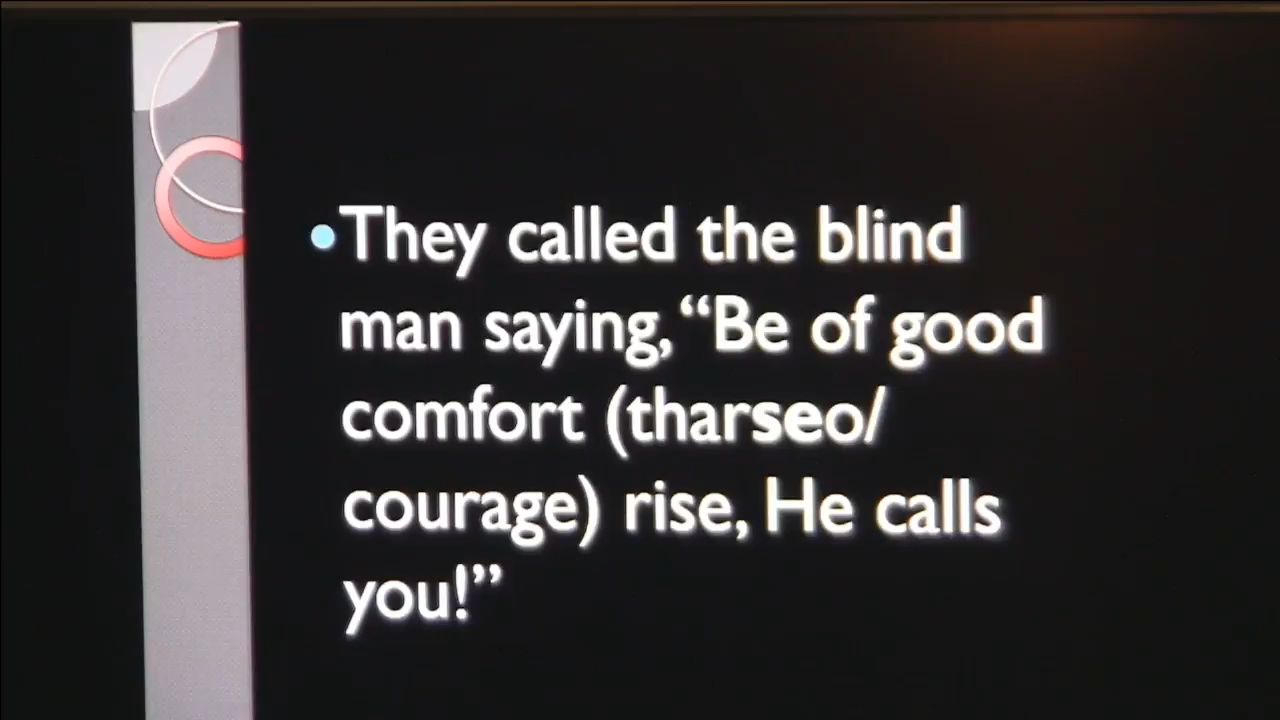 •They called the blind
man saying, “Be of good
comfort (tharseo/
courage) rise, He calls
you!”